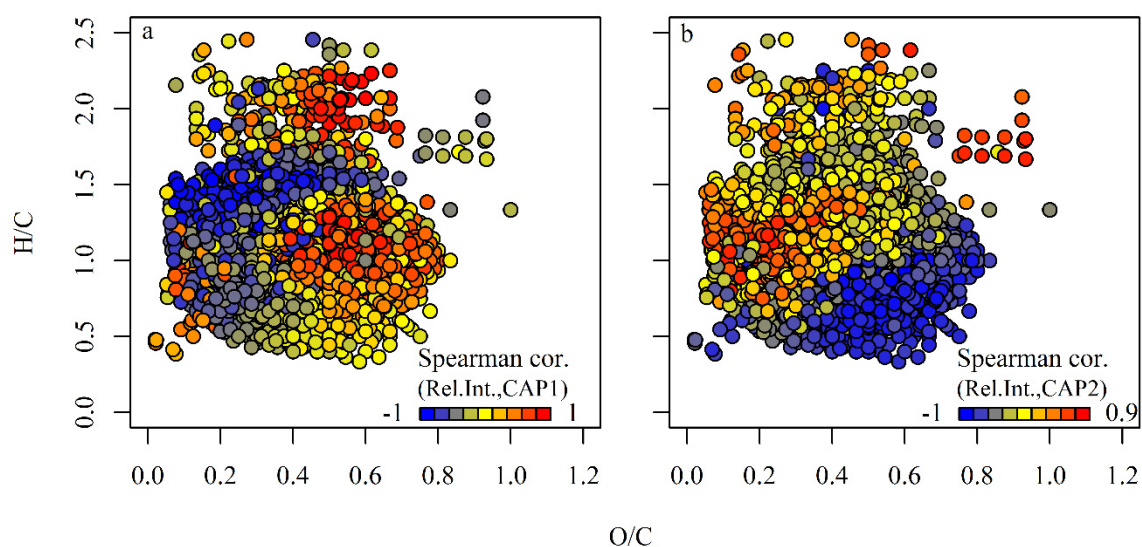 a
b
2.5
2.0
1.5
1.0
0.5
0.0
H/C
Spearman cor.
(Rel.Int.,CAP1)
-1 1
Spearman cor.
(Rel.Int.,CAP2)
-1 0.9
0.0 0.2 0.4 0.6 0.8 1.0 1.2
0.0 0.2 0.4 0.6 0.8 1.0 1.2
O/C